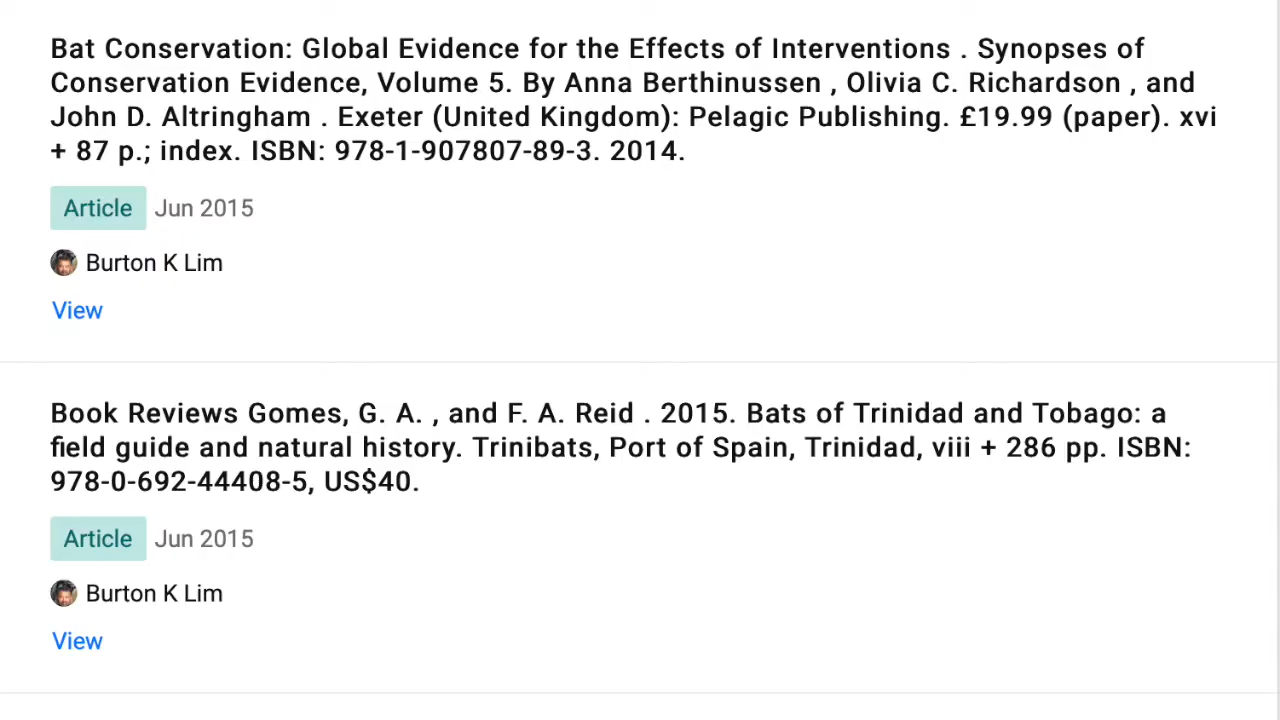 Bat Conservation: Global Evidence for the Effects of Interventions . Synopses of
Conservation Evidence, Volume 5. By Anna Berthinussen , Olivia C. Richardson , and
John D. Altringham . Exeter (United Kingdom): Pelagic Publishing. £19.99 (paper). xvi
+ 87 p.; index. ISBN: 978-1-907807-89-3. 2014.
Article Jun 2015
Burton K Lim
View
Book Reviews Gomes, G. A. , and F. A. Reid . 2015. Bats of Trinidad and Tobago: a
field guide and natural history. Trinibats, Port of Spain, Trinidad, viii + 286 pp. ISBN:
978-0-692-44408-5, US$40.
Article Jun 2015
Burton K Lim
View